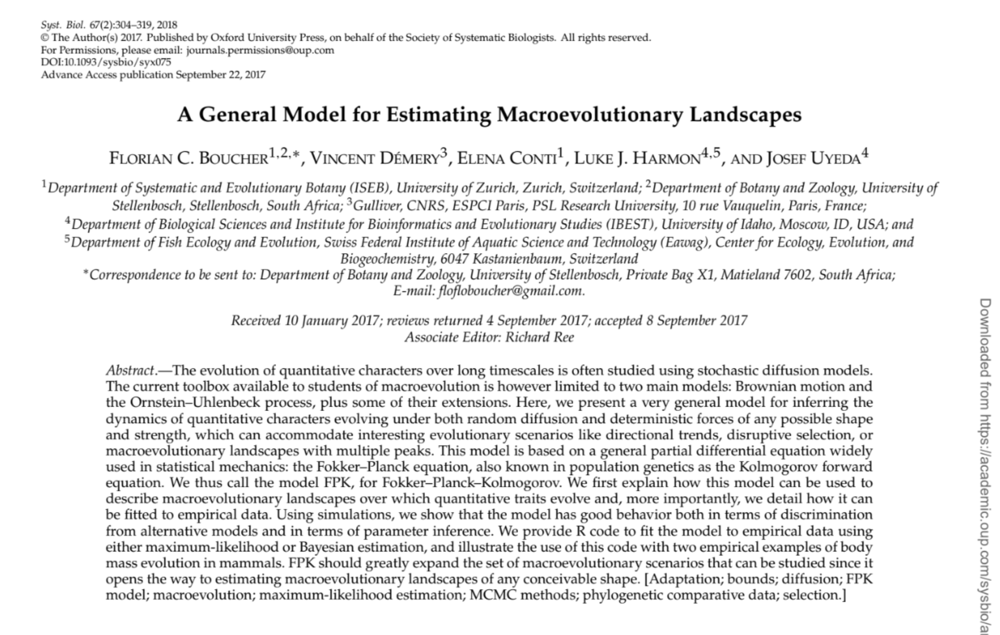 Syst. Biol. 67(2):304–319, 2018
© The Author(s) 2017. Published by Oxford University Press, on behalf of the Society of Systematic Biologists. All rights reserved.
For Permissions, please email: journals.permissions@oup.com
DOI:10.1093/sysbio/syx075
Advance Access publication September 22, 2017
A General Model for Estimating Macroevolutionary Landscapes
FLORIAN C. BOUCHER1,2,*, VINCENT DÉMERY3, ELENA CONTI1, LUKE J. HARMON4,5, AND JOSEF UYEDA4
1Department of Systematic and Evolutionary Botany (ISEB), University of Zurich, Zurich, Switzerland; 2Department of Botany and Zoology, University of
Stellenbosch, Stellenbosch, South Africa; 3Gulliver, CNRS, ESPCI Paris, PSL Research University, 10 rue Vauquelin, Paris, France;
4Department of Biological Sciences and Institute for Bioinformatics and Evolutionary Studies (IBEST), University of Idaho, Moscow, ID, USA; and
5Department of Fish Ecology and Evolution, Swiss Federal Institute of Aquatic Science and Technology (Eawag), Center for Ecology, Evolution, and
Biogeochemistry, 6047 Kastanienbaum, Switzerland
*Correspondence to be sent to: Department of Botany and Zoology, University of Stellenbosch, Private Bag X1, Matieland 7602, South Africa;
E-mail: flofloboucher@gmail.com.
Received 10 January 2017; reviews returned 4 September 2017; accepted 8 September 2017
Associate Editor: Richard Ree
Abstract.—The evolution of quantitative characters over long timescales is often studied using stochastic diffusion models.
The current toolbox available to students of macroevolution is however limited to two main models: Brownian motion and
the Ornstein–Uhlenbeck process, plus some of their extensions. Here, we present a very general model for inferring the
dynamics of quantitative characters evolving under both random diffusion and deterministic forces of any possible shape
and strength, which can accommodate interesting evolutionary scenarios like directional trends, disruptive selection, or
macroevolutionary landscapes with multiple peaks. This model is based on a general partial differential equation widely
used in statistical mechanics: the Fokker–Planck equation, also known in population genetics as the Kolmogorov forward
equation. We thus call the model FPK, for Fokker–Planck–Kolmogorov. We first explain how this model can be used to
describe macroevolutionary landscapes over which quantitative traits evolve and, more importantly, we detail how it can
be fitted to empirical data. Using simulations, we show that the model has good behavior both in terms of discrimination
from alternative models and in terms of parameter inference. We provide R code to fit the model to empirical data using
either maximum-likelihood or Bayesian estimation, and illustrate the use of this code with two empirical examples of body
mass evolution in mammals. FPK should greatly expand the set of macroevolutionary scenarios that can be studied since it
opens the way to estimating macroevolutionary landscapes of any conceivable shape. [Adaptation; bounds; diffusion; FPK
model; macroevolution; maximum-likelihood estimation; MCMC methods; phylogenetic comparative data; selection.]
Downloaded from https://academic.oup.com/sysbio/a